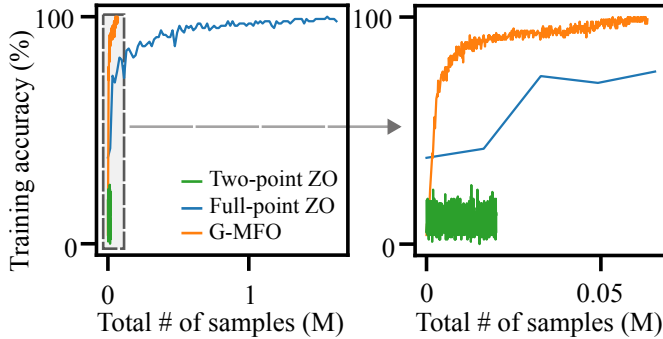 Training accuracy (%)
100
0
Two-point ZO
Full-point ZO
G-MFO
0
1
Total # of samples (M)
100
0
0
0.05
Total # of samples (M)